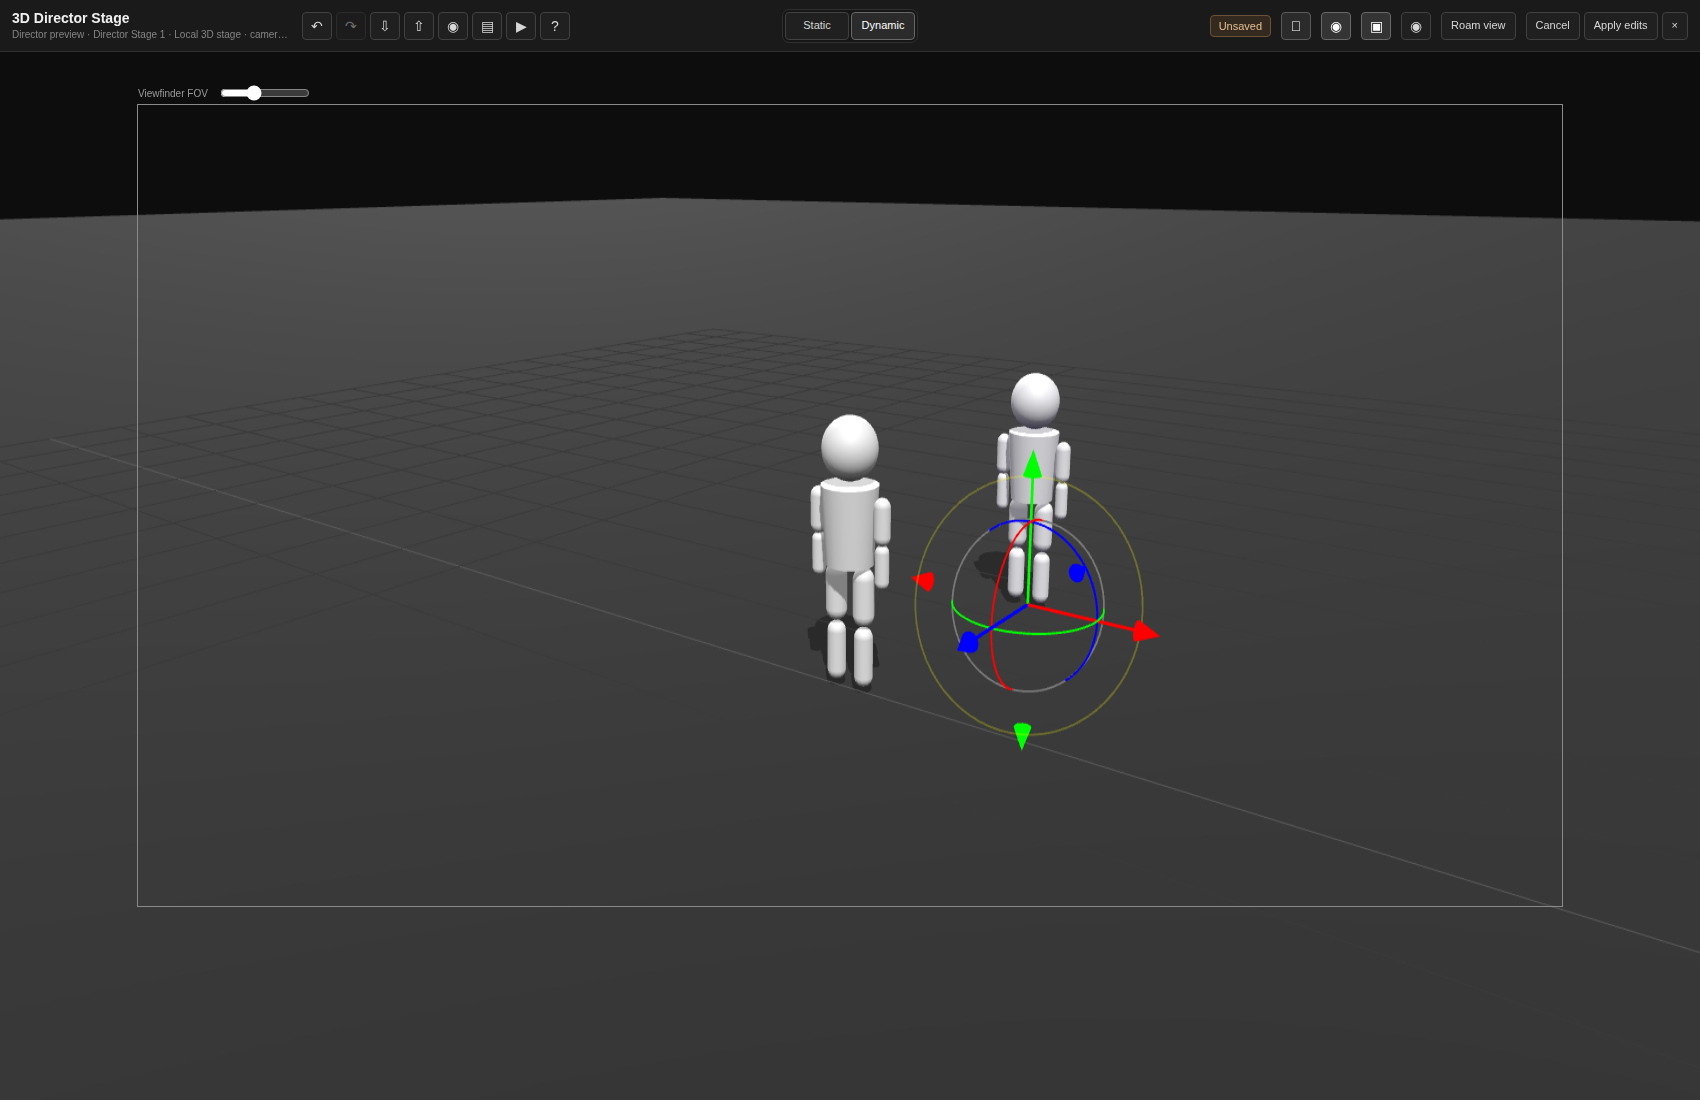 3D Director Stage
Director preview · Director Stage 1 · Local 3D stage · camer…
?
Static
Dynamic
Unsaved
Roam view
Cancel
Apply edits
×
Viewfinder FOV